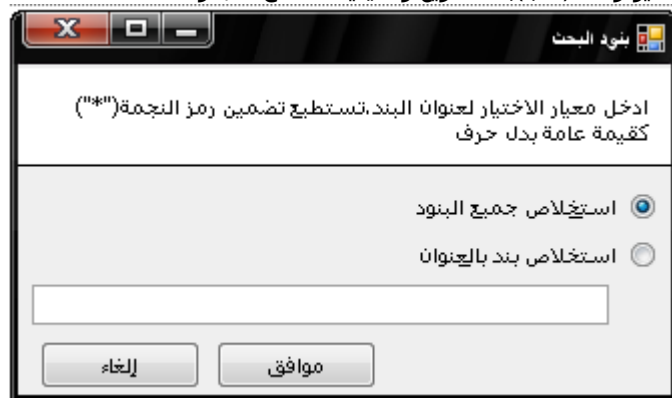 بنود البحث
ادخل معيار الاختيار لعنوان البند،تستطيع تضمين رمز النجمة("*")
كقيمة عامة بدل حرف
استخلاص جميع البنود
استخلاص بند بالعنوان
موافق
إلغاء